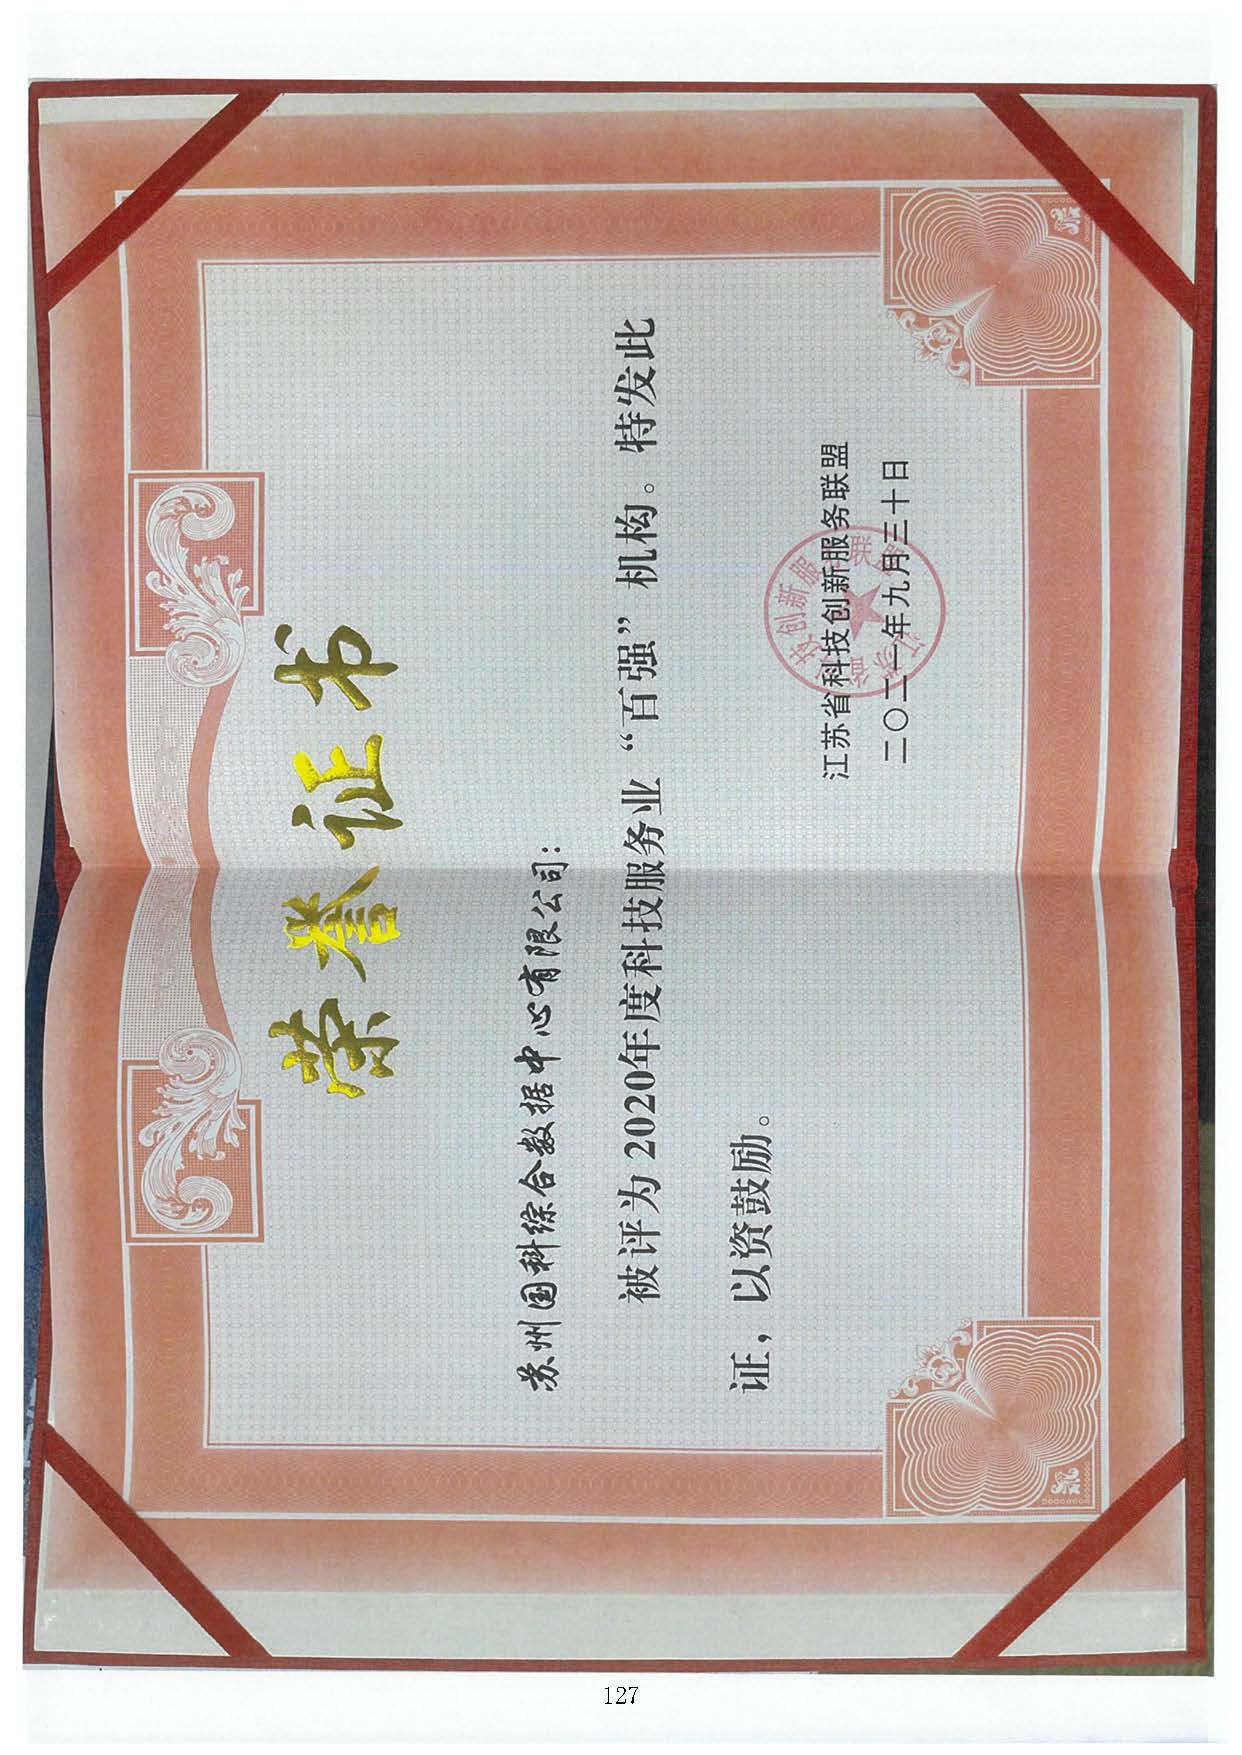 荣誉证书
苏州国科综合数据中心有限公司：
被评为2020年度科技服务业“百强”机构。特发此
证，以资鼓励。
江苏省科技创新服务联盟
二〇二一年九月三十日
127